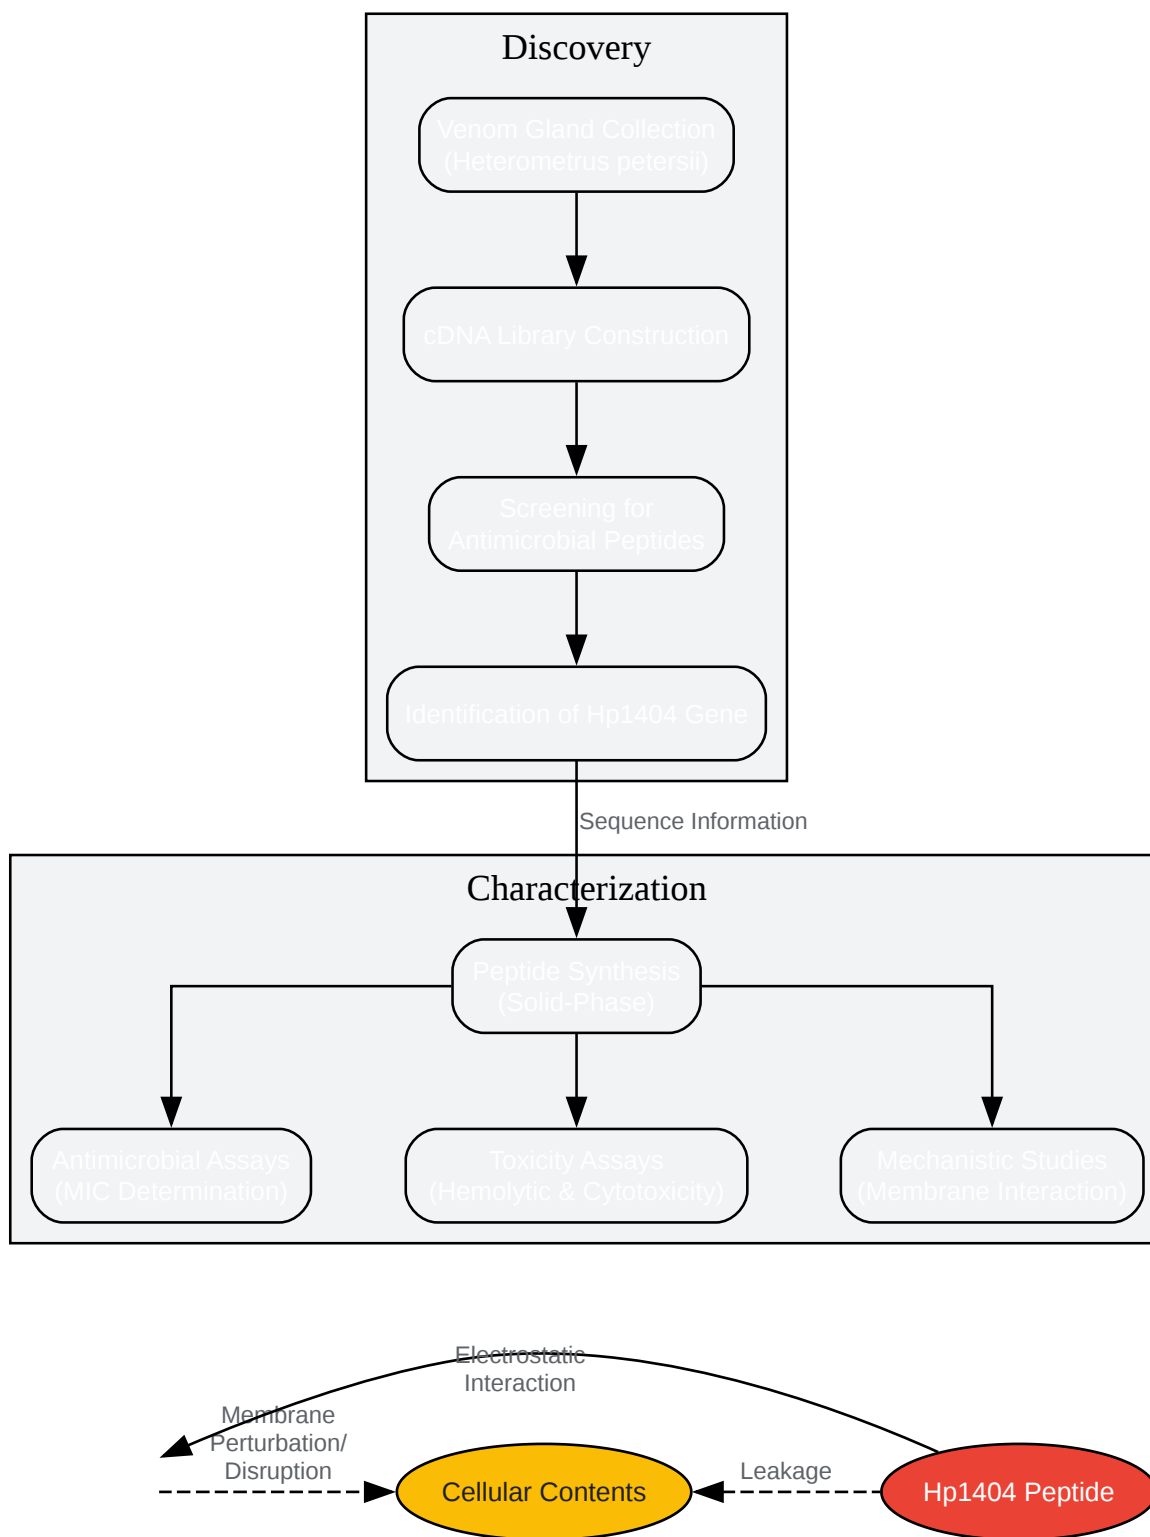 Discovery
Venom Gland Collection
(Heterometrus petersii)
cDNA Library Construction
Screening for
Antimicrobial Peptides
Identification of Hp1404 Gene
Sequence Information
Characterization
Peptide Synthesis
(Solid-Phase)
Antimicrobial Assays
(MIC Determination)
Toxicity Assays
(Hemolytic & Cytotoxicity)
Mechanistic Studies
(Membrane Interaction)
Electrostatic
Interaction
Membrane
Perturbation/
Disruption
Cellular Contents
Leakage
Hp1404 Peptide